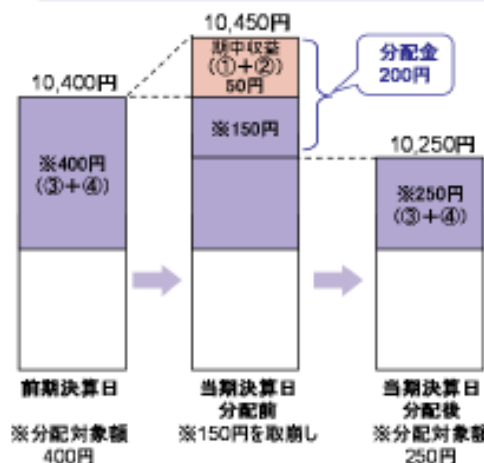 10,450円
期中収益
(①+②)
50円
分配金
200円
10,400円
※150円
10,250円
※400円
(③+④)
※250円
(③+④)
前期決算日
当期決算日
分配前
当期決算日
分配後
※分配対象額
400円
※150円を取崩し
※分配対象額
250円